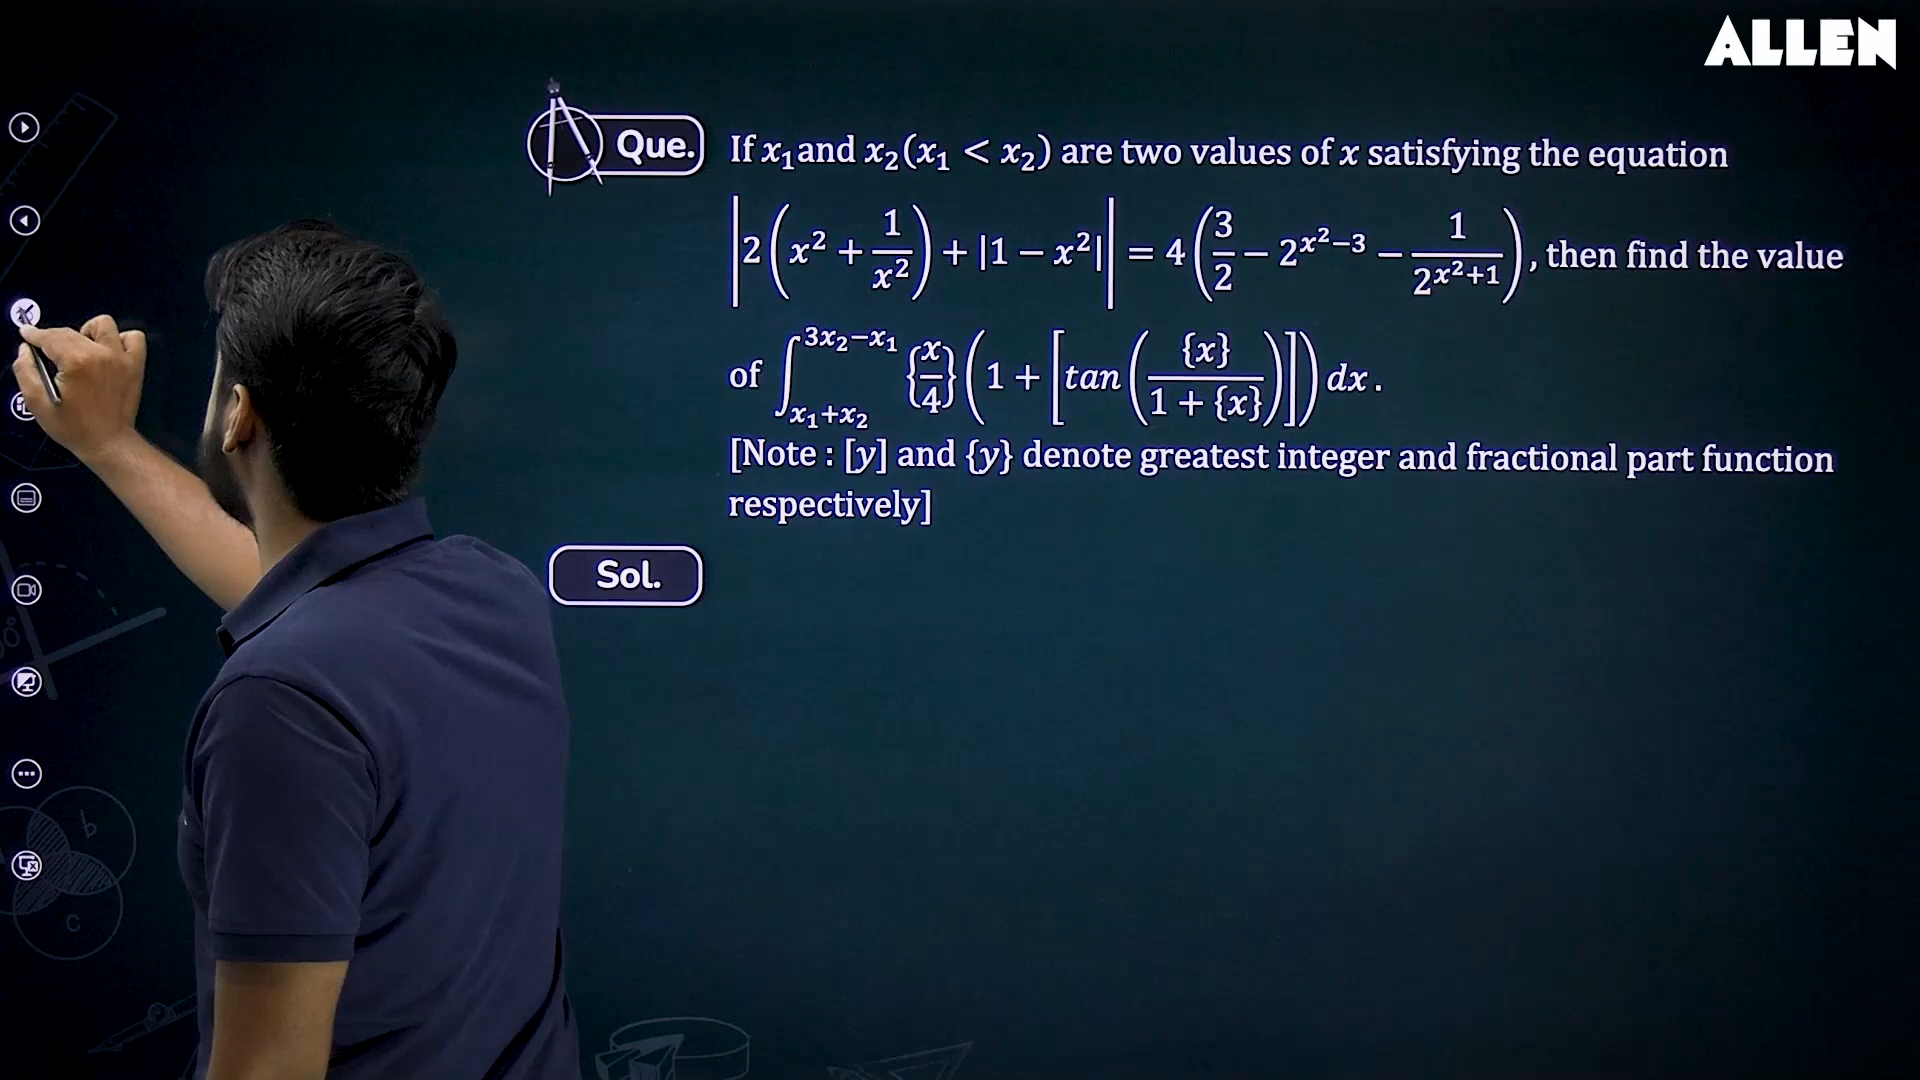 ALLEN
Que. If x₁and x₂(x₁ < x₂) are two values of x satisfying the equation
|2(x² + 1/x²) + |1 − x²|| = 4(3/2 − 2^(x²−3) − 1/2^(x²+1)), then find the value
of ∫_(x₁+x₂)^(3x₂−x₁) {x/4}(1 + [tan({x}/(1 + {x}))]) dx .
[Note : [y] and {y} denote greatest integer and fractional part function
respectively]
Sol.
b
c